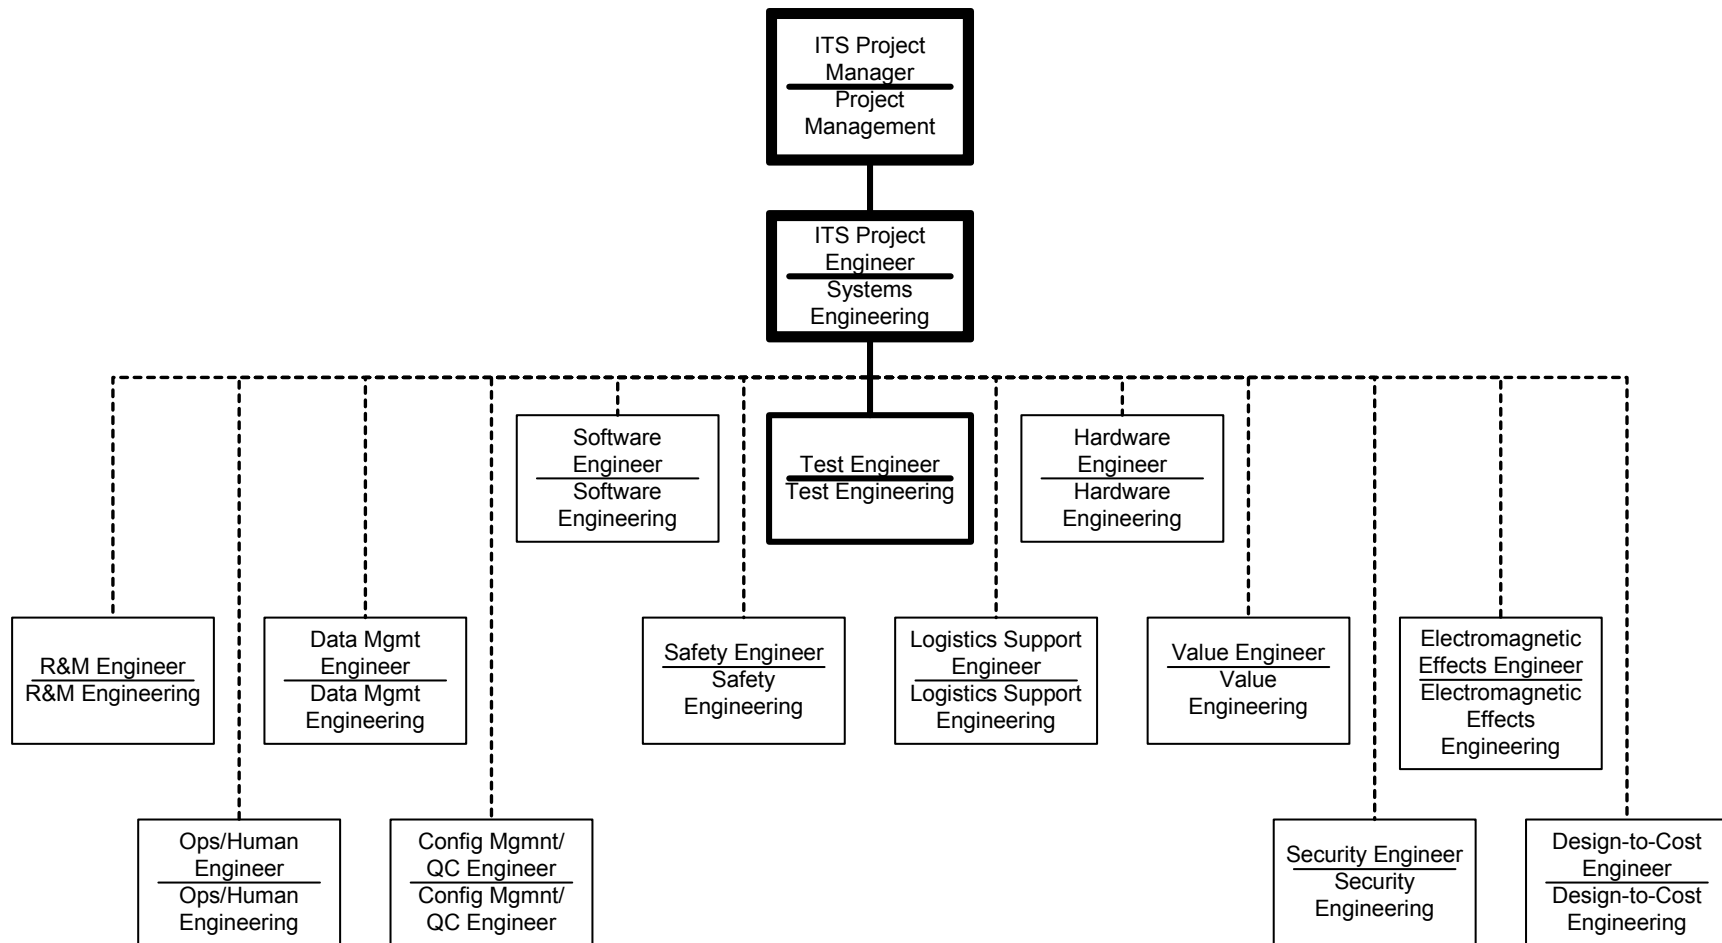 ITS Project
Manager
Project
Management
ITS Project
Engineer
Systems
Engineering
Software
Engineer
Software
Engineering
Test Engineer
Test Engineering
Hardware
Engineer
Hardware
Engineering
R&M Engineer
R&M Engineering
Data Mgmt
Engineer
Data Mgmt
Engineering
Safety Engineer
Safety
Engineering
Logistics Support
Engineer
Logistics Support
Engineering
Value Engineer
Value
Engineering
Electromagnetic
Effects Engineer
Electromagnetic
Effects
Engineering
Ops/Human
Engineer
Ops/Human
Engineering
Config Mgmnt/
QC Engineer
Config Mgmnt/
QC Engineer
Security Engineer
Security
Engineering
Design-to-Cost
Engineer
Design-to-Cost
Engineering